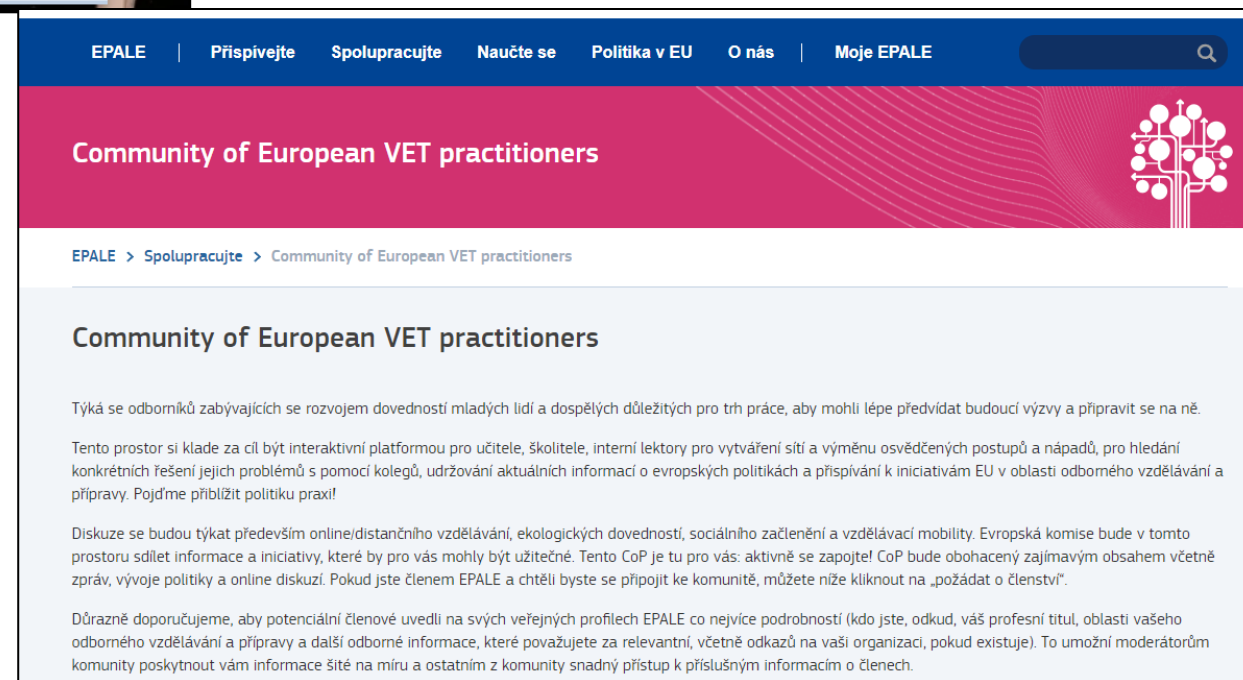 EPALE | Přispívejte Spolupracujte Naučte se Politika v EU O nás | Moje EPALE
Community of European VET practitioners
EPALE > Spolupracujte > Community of European VET practitioners
Community of European VET practitioners
Týká se odborníků zabývajících se rozvojem dovedností mladých lidí a dospělých důležitých pro trh práce, aby mohli lépe předvídat budoucí výzvy a připravit se na ně.
Tento prostor si klade za cíl být interaktivní platformou pro učitele, školitele, interní lektory pro vytváření sítí a výměnu osvědčených postupů a nápadů, pro hledání
konkrétních řešení jejich problémů s pomocí kolegů, udržování aktuálních informací o evropských politikách a přispívání k iniciativám EU v oblasti odborného vzdělávání a
přípravy. Pojďme přiblížit politiku praxi!
Diskuze se budou týkat především online/distančního vzdělávání, ekologických dovedností, sociálního začlenění a vzdělávací mobility. Evropská komise bude v tomto
prostoru sdílet informace a iniciativy, které by pro vás mohly být užitečné. Tento CoP je tu pro vás: aktivně se zapojte! CoP bude obohacený zajímavým obsahem včetně
zpráv, vývoje politiky a online diskuzí. Pokud jste členem EPALE a chtěli byste se připojit ke komunitě, můžete níže kliknout na „požádat o členství“.
Důrazně doporučujeme, aby potenciální členové uvedli na svých veřejných profilech EPALE co nejvíce podrobností (kdo jste, odkud, váš profesní titul, oblasti vašeho
odborného vzdělávání a přípravy a další odborné informace, které považujete za relevantní, včetně odkazů na vaši organizaci, pokud existuje). To umožní moderátorům
komunity poskytnout vám informace šité na míru a ostatním z komunity snadný přístup k příslušným informacím o členech.